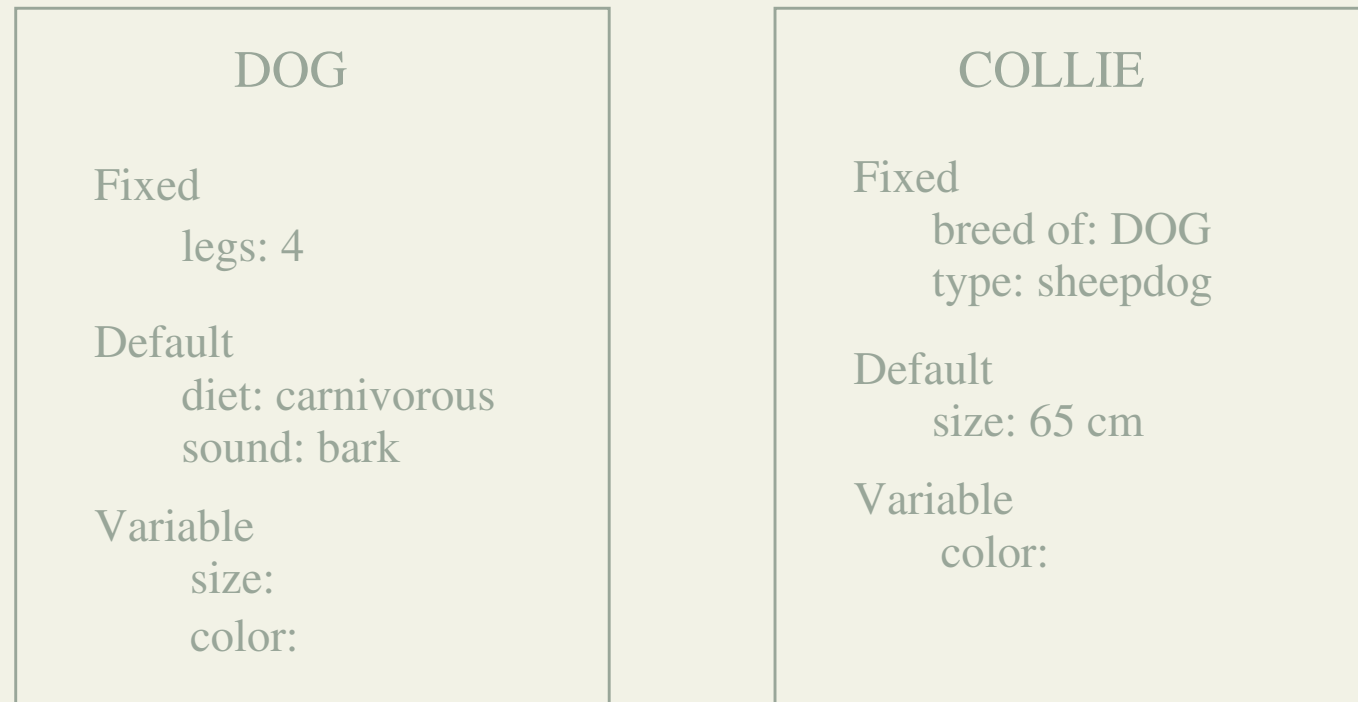 DOG
Fixed
legs: 4
Default
diet: carnivorous
sound: bark
Variable
size:
color:
COLLIE
Fixed
breed of: DOG
type: sheepdog
Default
size: 65 cm
Variable
color: